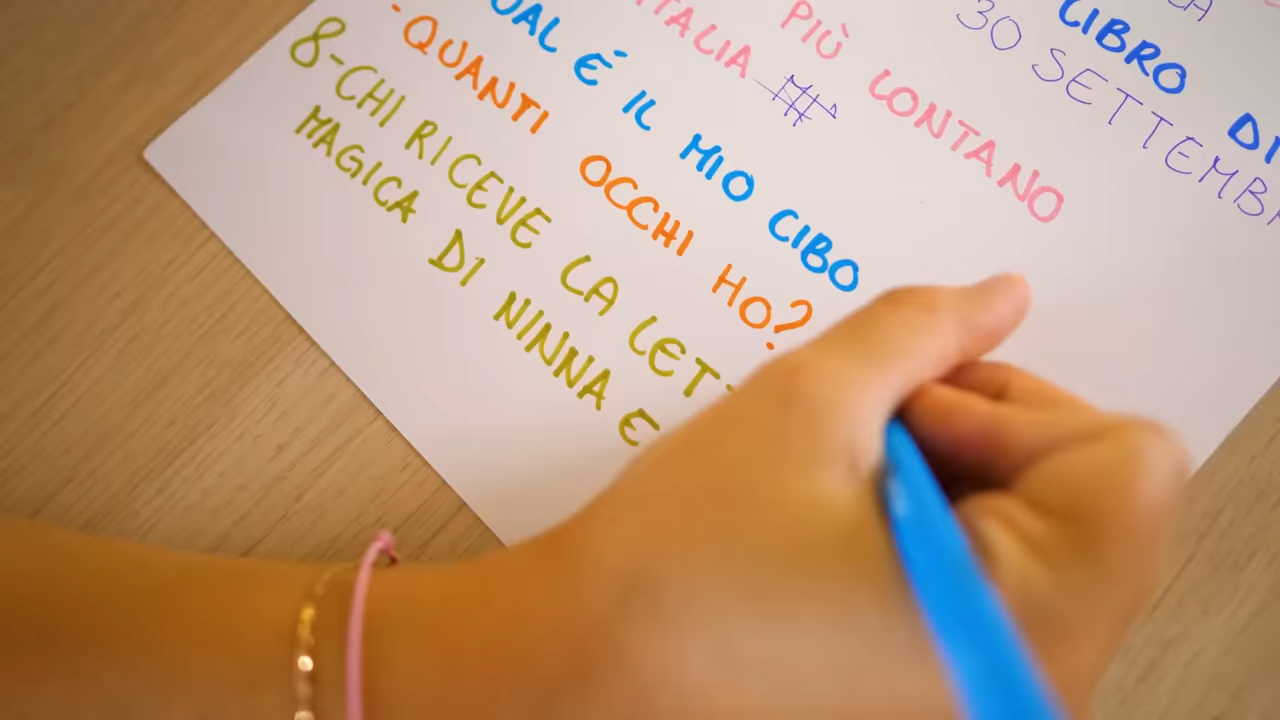 LIBRO DI
30 SETTEMB
PIÙ LONTANO
ITALIA
UAL É IL MIO CIBO
-QUANTI OCCHI HO?
8-CHI RICEVE LA LET
MAGICA DI NINNA E